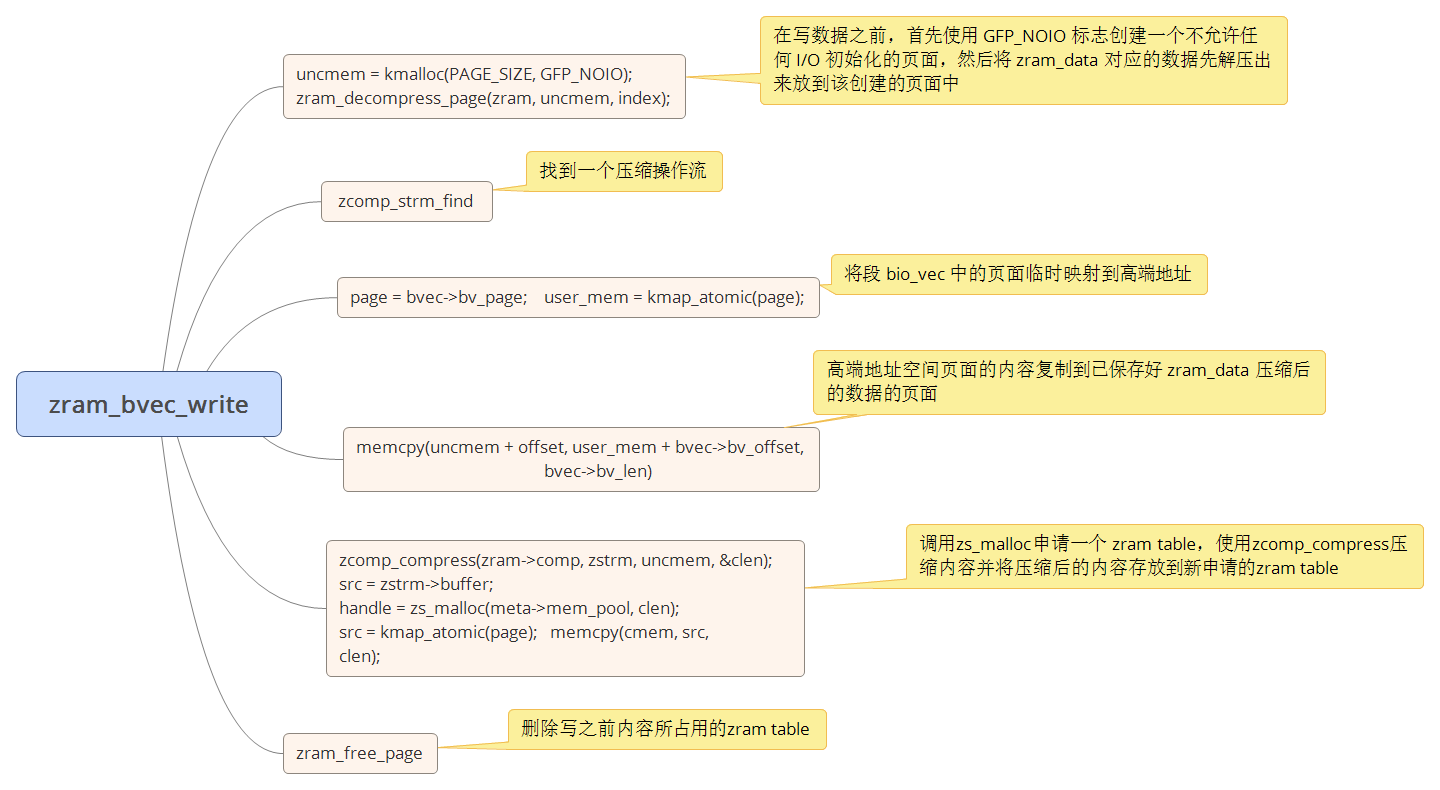 zram_bvec_write
uncmem = kmalloc(PAGE_SIZE, GFP_NOIO);
zram_decompress_page(zram, uncmem, index);
在写数据之前，首先使用 GFP_NOIO 标志创建一个不允许任
何 I/O 初始化的页面，然后将 zram_data 对应的数据先解压出
来放到该创建的页面中
zcomp_strm_find
找到一个压缩操作流
page = bvec->bv_page; user_mem = kmap_atomic(page);
将段 bio_vec 中的页面临时映射到高端地址
memcpy(uncmem + offset, user_mem + bvec->bv_offset,
bvec->bv_len)
高端地址空间页面的内容复制到已保存好 zram_data 压缩后
的数据的页面
zcomp_compress(zram->comp, zstrm, uncmem, &clen);
src = zstrm->buffer;
handle = zs_malloc(meta->mem_pool, clen);
src = kmap_atomic(page); memcpy(cmem, src,
clen);
调用zs_malloc申请一个 zram table，使用zcomp_compress压
缩内容并将压缩后的内容存放到新申请的zram table
zram_free_page
删除写之前内容所占用的zram table